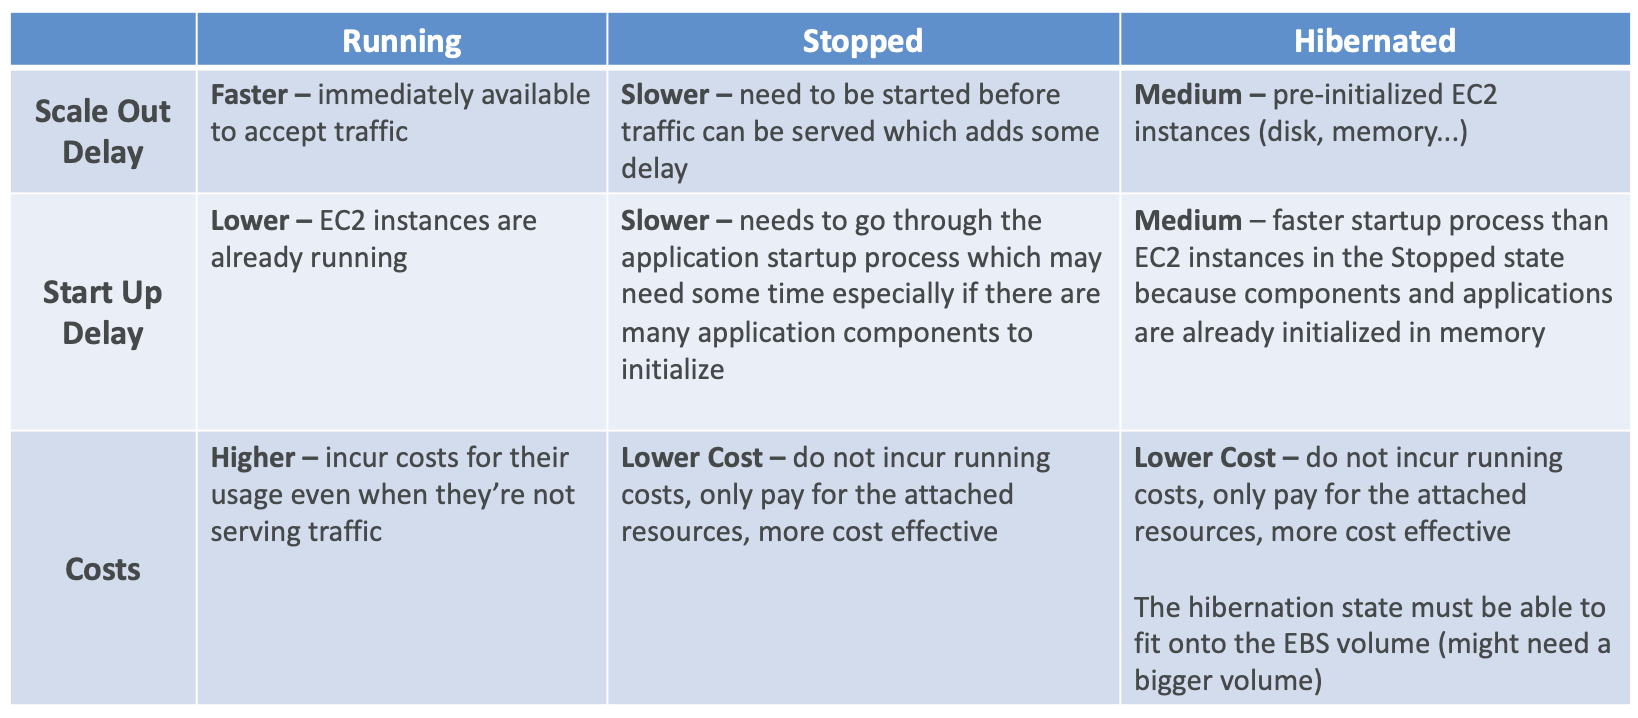 Running
Stopped
Hibernated
Scale Out
Delay
Faster – immediately available
to accept traffic
Slower – need to be started before
traffic can be served which adds some
delay
Medium – pre-initialized EC2
instances (disk, memory...)
Start Up
Delay
Lower – EC2 instances are
already running
Slower – needs to go through the
application startup process which may
need some time especially if there are
many application components to
initialize
Medium – faster startup process than
EC2 instances in the Stopped state
because components and applications
are already initialized in memory
Costs
Higher – incur costs for their
usage even when they’re not
serving traffic
Lower Cost – do not incur running
costs, only pay for the attached
resources, more cost effective
Lower Cost – do not incur running
costs, only pay for the attached
resources, more cost effective
The hibernation state must be able to
fit onto the EBS volume (might need a
bigger volume)